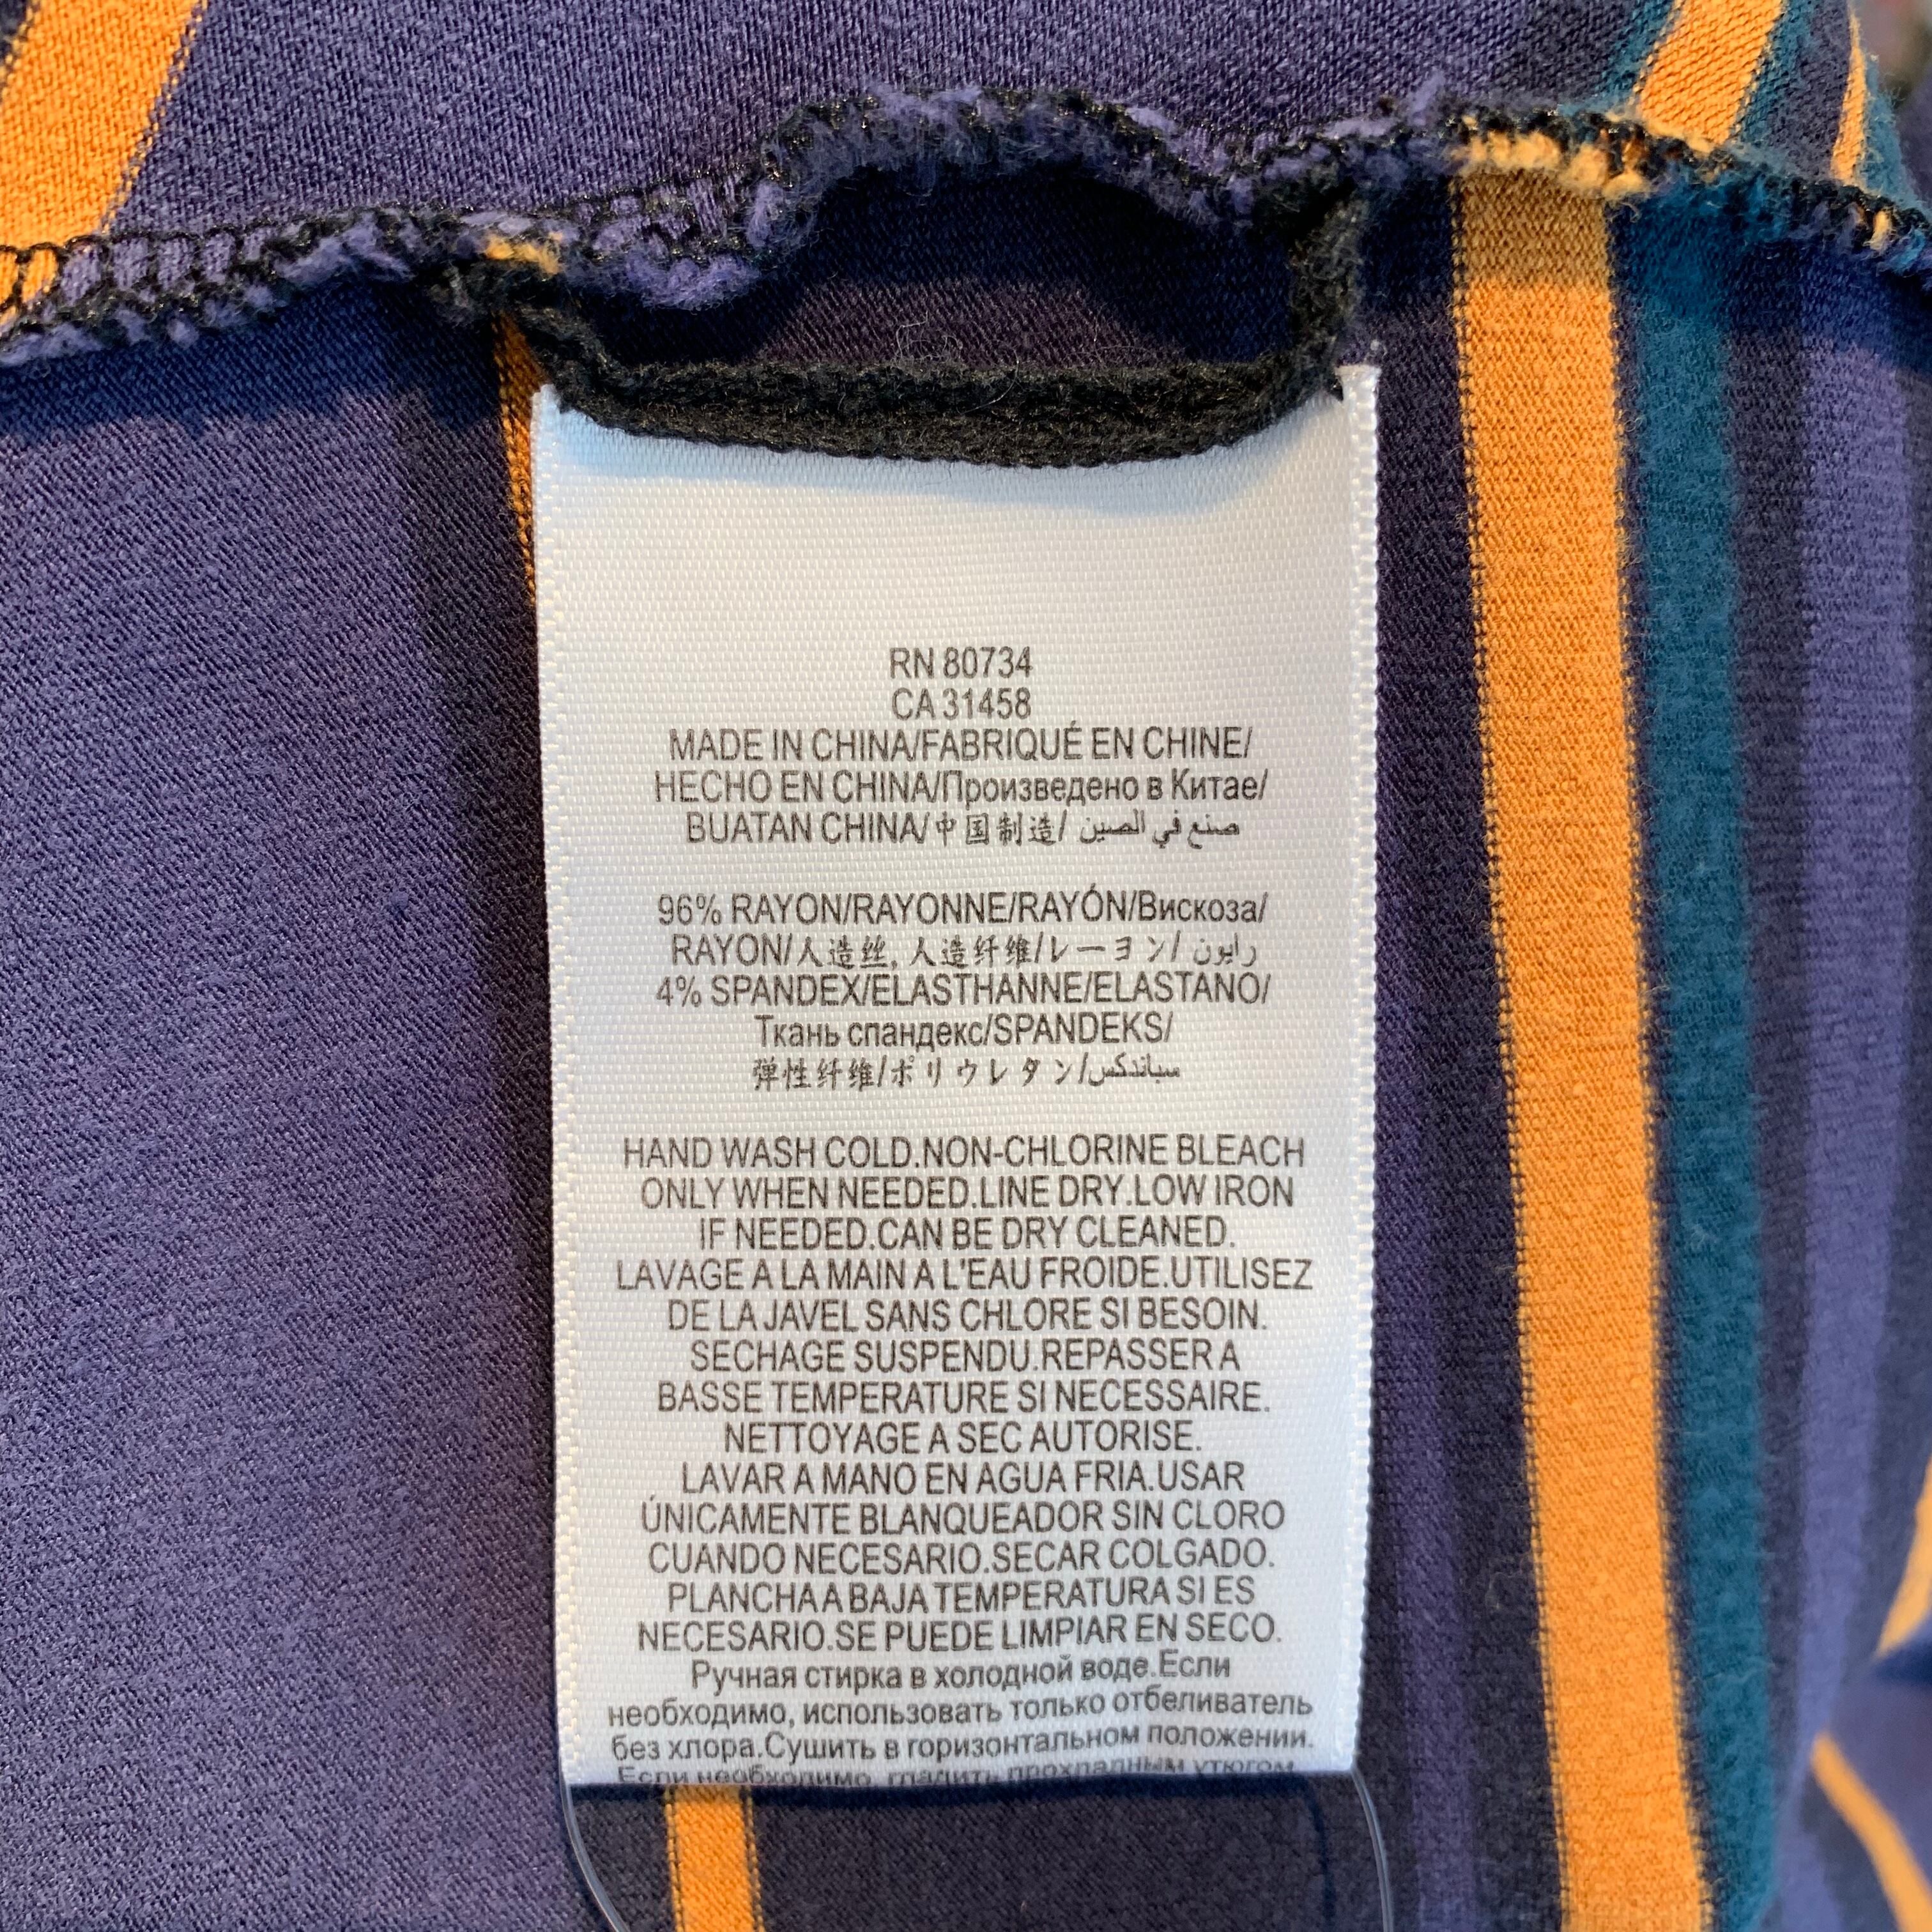 RN 80734
CA 31458
MADE IN CHINA/FABRIQUÉ EN CHINE/
HECHO EN CHINA/Произведено в Китае/
BUATAN CHINA/中国制造/ صنع في الصين
96% RAYON/RAYONNE/RAYÓN/Вискоза/
RAYON/人造丝, 人造纤维/レーヨン/ رايون
4% SPANDEX/ELASTHANNE/ELASTANO/
Ткань спандекс/SPANDEKS/
弹性纤维/ポリウレタン/سباندكس
HAND WASH COLD.NON-CHLORINE BLEACH
ONLY WHEN NEEDED.LINE DRY.LOW IRON
IF NEEDED.CAN BE DRY CLEANED.
LAVAGE A LA MAIN A L'EAU FROIDE.UTILISEZ
DE LA JAVEL SANS CHLORE SI BESOIN.
SECHAGE SUSPENDU.REPASSER A
BASSE TEMPERATURE SI NECESSAIRE.
NETTOYAGE A SEC AUTORISE.
LAVAR A MANO EN AGUA FRIA.USAR
ÚNICAMENTE BLANQUEADOR SIN CLORO
CUANDO NECESARIO.SECAR COLGADO.
PLANCHA A BAJA TEMPERATURA SI ES
NECESARIO.SE PUEDE LIMPIAR EN SECO.
Ручная стирка в холодной воде.Если
необходимо, использовать только отбеливатель
без хлора.Сушить в горизонтальном положении.
Если необходимо, гладить прохладным утюгом.